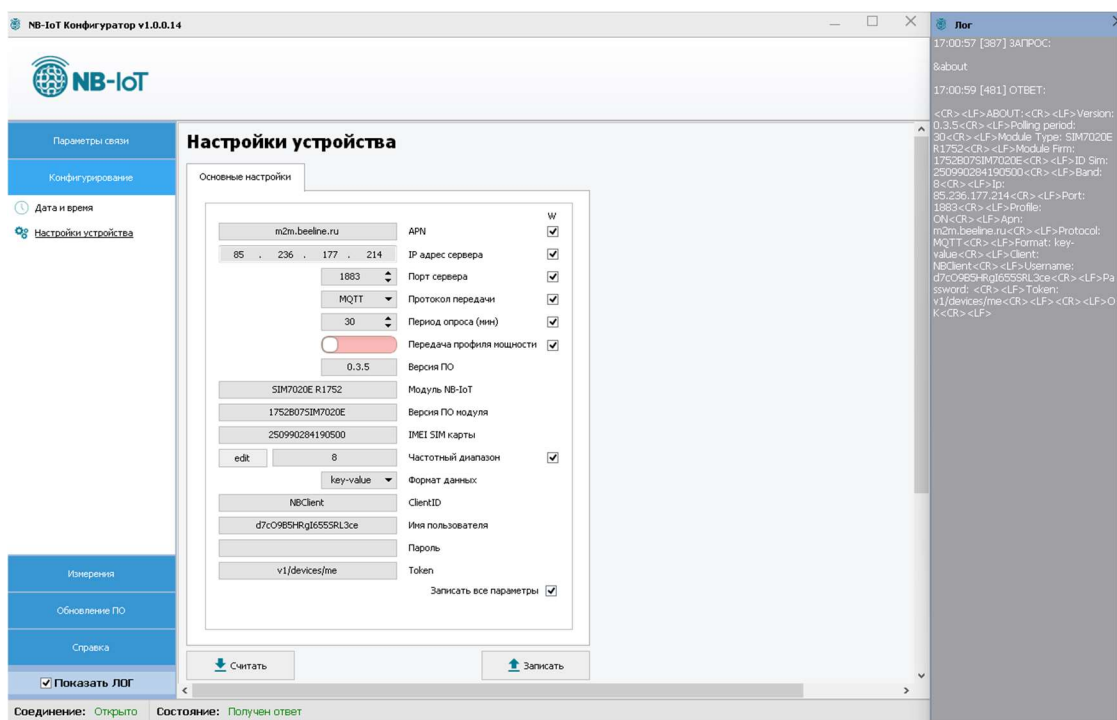 NB-IoT Конфигуратор v1.0.0.14
NB-IoT
Параметры связи
Конфигурирование
Дата и время
Настройки устройства
Измерения
Обновление ПО
Справка
Показать ЛОГ
Настройки устройства
Основные настройки
W
m2m.beeline.ru APN
85 . 236 . 177 . 214 IP адрес сервера
1883 Порт сервера
MQTT Протокол передачи
30 Период опроса (мин)
Передача профиля мощности
0.3.5 Версия ПО
SIM7020E R1752 Модуль NB-IoT
1752B07SIM7020E Версия ПО модуля
250990284190500 IMEI SIM карты
edit 8 Частотный диапазон
key-value Формат данных
NBClient ClientID
d7cO9B5HRgI655SRL3ce Имя пользователя
Пароль
v1/devices/me Token
Записать все параметры
Считать Записать
Соединение: Открыто Состояние: Получен ответ
Лог
17:00:57 [387] ЗАПРОС:
&about
17:00:59 [481] ОТВЕТ:
<CR><LF>ABOUT:<CR><LF>Version:
0.3.5<CR><LF>Polling period:
30<CR><LF>Module Type: SIM7020E
R1752<CR><LF>Module Firm:
1752B07SIM7020E<CR><LF>ID Sim:
250990284190500<CR><LF>Band:
8<CR><LF>Ip:
85.236.177.214<CR><LF>Port:
1883<CR><LF>Profile:
ON<CR><LF>Apn:
m2m.beeline.ru<CR><LF>Protocol:
MQTT<CR><LF>Format: key-
value<CR><LF>Client:
NBClient<CR><LF>Username:
d7cO9B5HRgI655SRL3ce<CR><LF>Pa
ssword: <CR><LF>Token:
v1/devices/me<CR><LF><CR><LF>O
K<CR><LF>